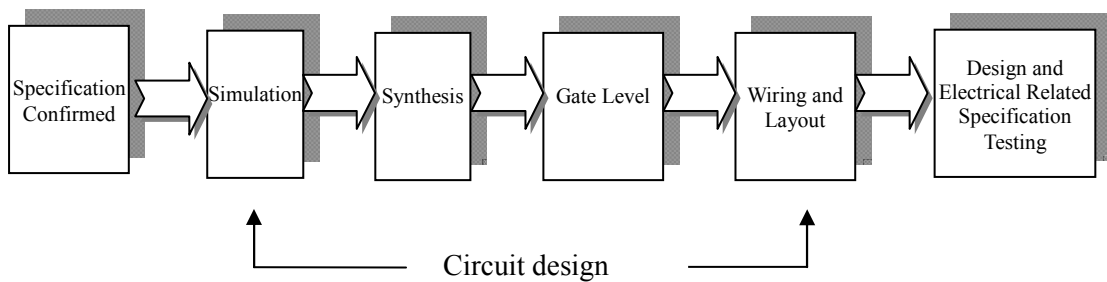 Specification
Confirmed
Simulation
Synthesis
Gate Level
Wiring and
Layout
Design and
Electrical Related
Specification
Testing
Circuit design